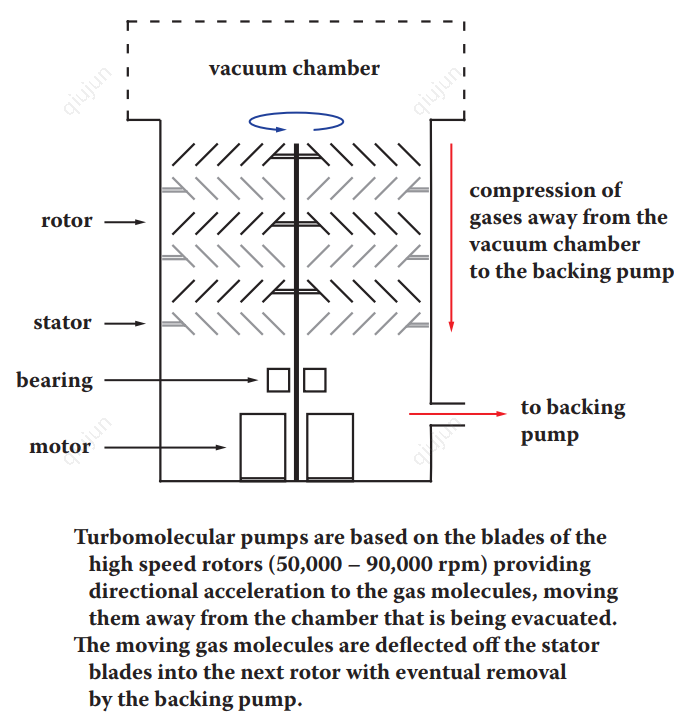 qiujun
qiujun
vacuum chamber
rotor
stator
bearing
motor
compression of
gases away from the
vacuum chamber
to the backing pump
to backing
pump
qiujun
qiujun
Turbomolecular pumps are based on the blades of the
high speed rotors (50,000 – 90,000 rpm) providing
directional acceleration to the gas molecules, moving
them away from the chamber that is being evacuated.
The moving gas molecules are deflected off the stator
blades into the next rotor with eventual removal
by the backing pump.